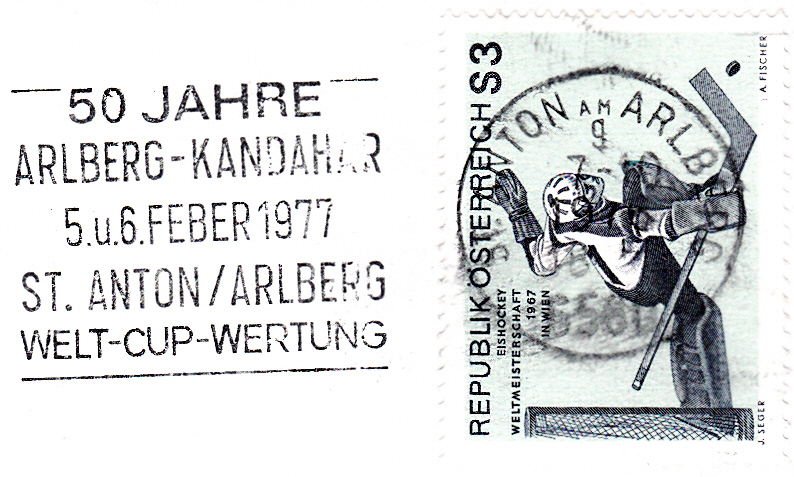 50 JAHRE
ARLBERG-KANDAHAR
5.u.6.FEBER 1977
ST. ANTON/ARLBERG
WELT-CUP-WERTUNG
REPUBLIK ÖSTERREICH S3
EISHOCKEY
WELTMEISTERSCHAFT
1967
IN WIEN
ANTON AM ARLB
A. FISCHER
J. SEGER